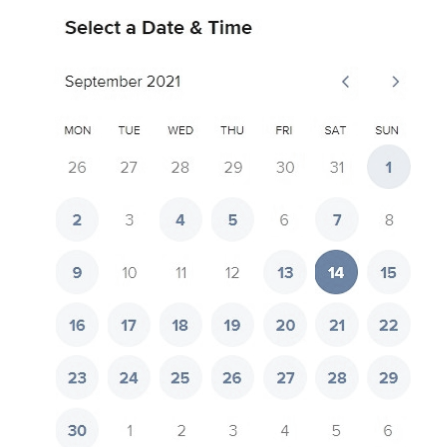 Select a Date & Time
September 2021
MON TUE WED THU FRI SAT SUN
26 27 28 29 30 31 1
2 3 4 5 6 7 8
9 10 11 12 13 14 15
16 17 18 19 20 21 22
23 24 25 26 27 28 29
30 1 2 3 4 5 6